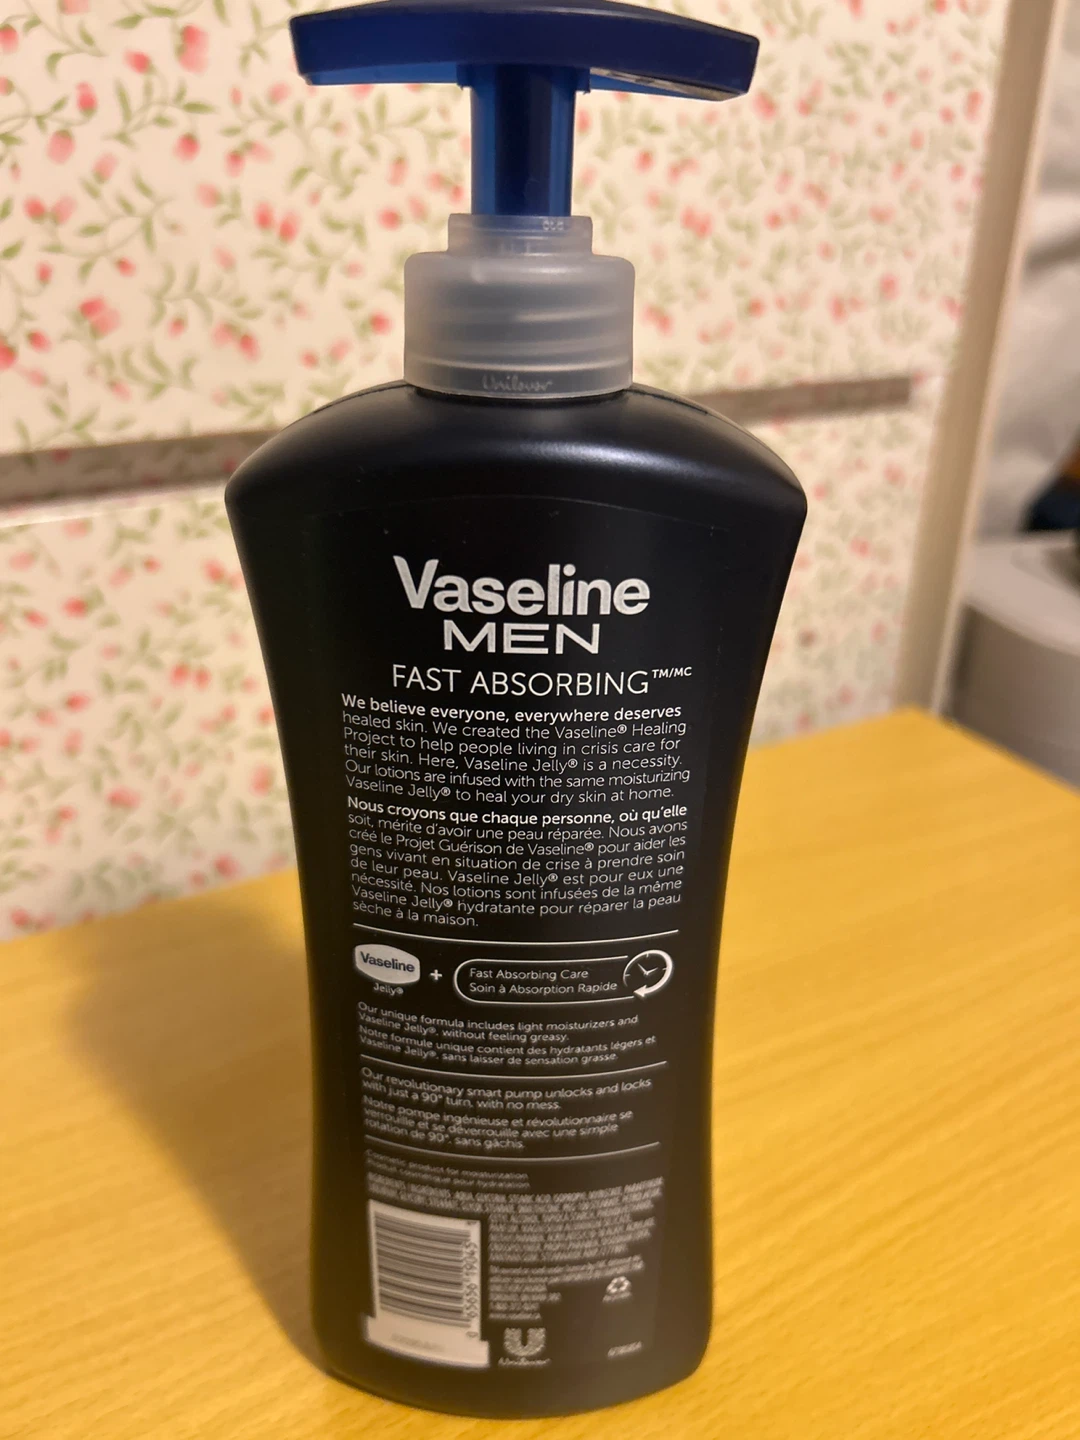 Unilever
Vaseline
MEN
FAST ABSORBING™/MC
We believe everyone, everywhere deserves
healed skin. We created the Vaseline® Healing
Project to help people living in crisis care for
their skin. Here, Vaseline Jelly® is a necessity.
Our lotions are infused with the same moisturizing
Vaseline Jelly® to heal your dry skin at home.
Nous croyons que chaque personne, où qu'elle
soit, mérite d'avoir une peau réparée. Nous avons
créé le Projet Guérison de Vaseline® pour aider les
gens vivant en situation de crise à prendre soin
de leur peau. Vaseline Jelly® est pour eux une
nécessité. Nos lotions sont infusées de la même
Vaseline Jelly® hydratante pour réparer la peau
sèche à la maison.
Vaseline
Jelly®
+
Fast Absorbing Care
Soin à Absorption Rapide
Our unique formula includes light moisturizers and
Vaseline Jelly®, without feeling greasy.
Notre formule unique contient des hydratants légers et
Vaseline Jelly®, sans laisser de sensation grasse.
Our revolutionary smart pump unlocks and locks
with just a 90° turn, with no mess.
Notre pompe ingénieuse et révolutionnaire se
verrouille et se déverrouille avec une simple
rotation de 90°, sans gâchis.
Cosmetic product for moisturization
Produit cosmétique pour hydratation
Unilever